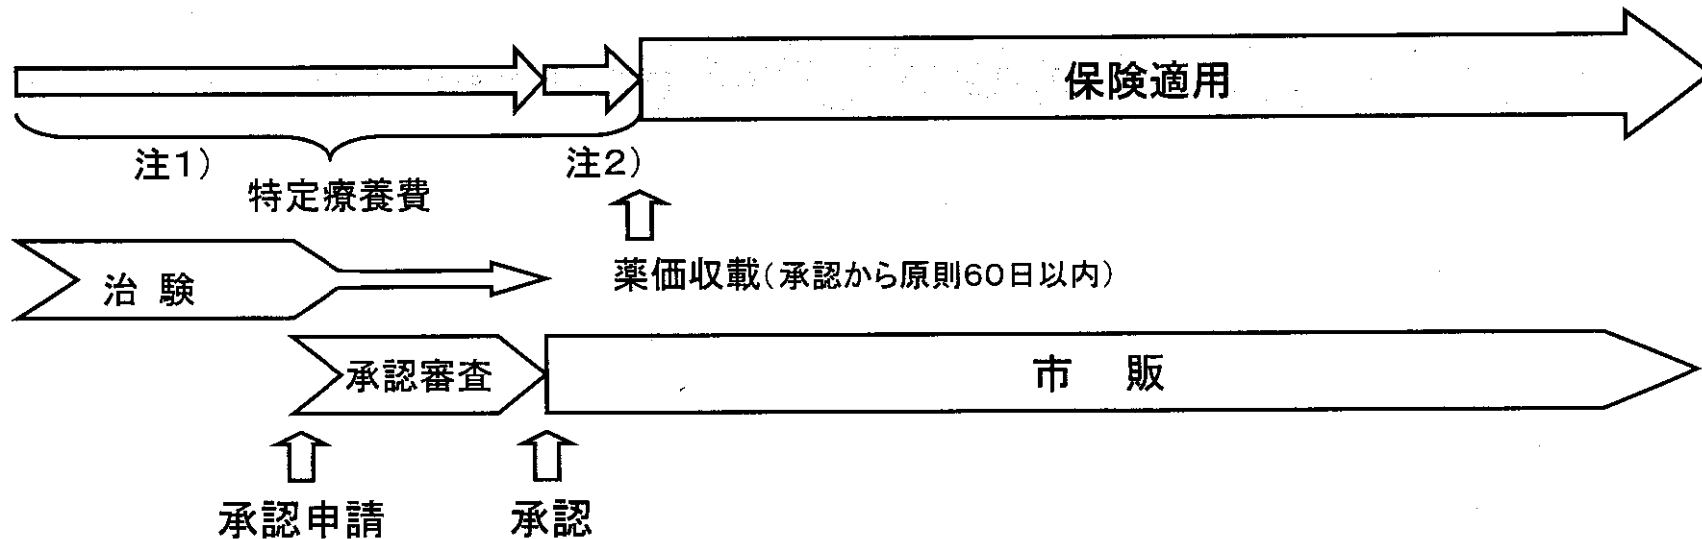 保険適用
注1)
注2)
特定療養費
治 験
薬価収載(承認から原則60日以内)
承認審査
市 販
承認申請
承認